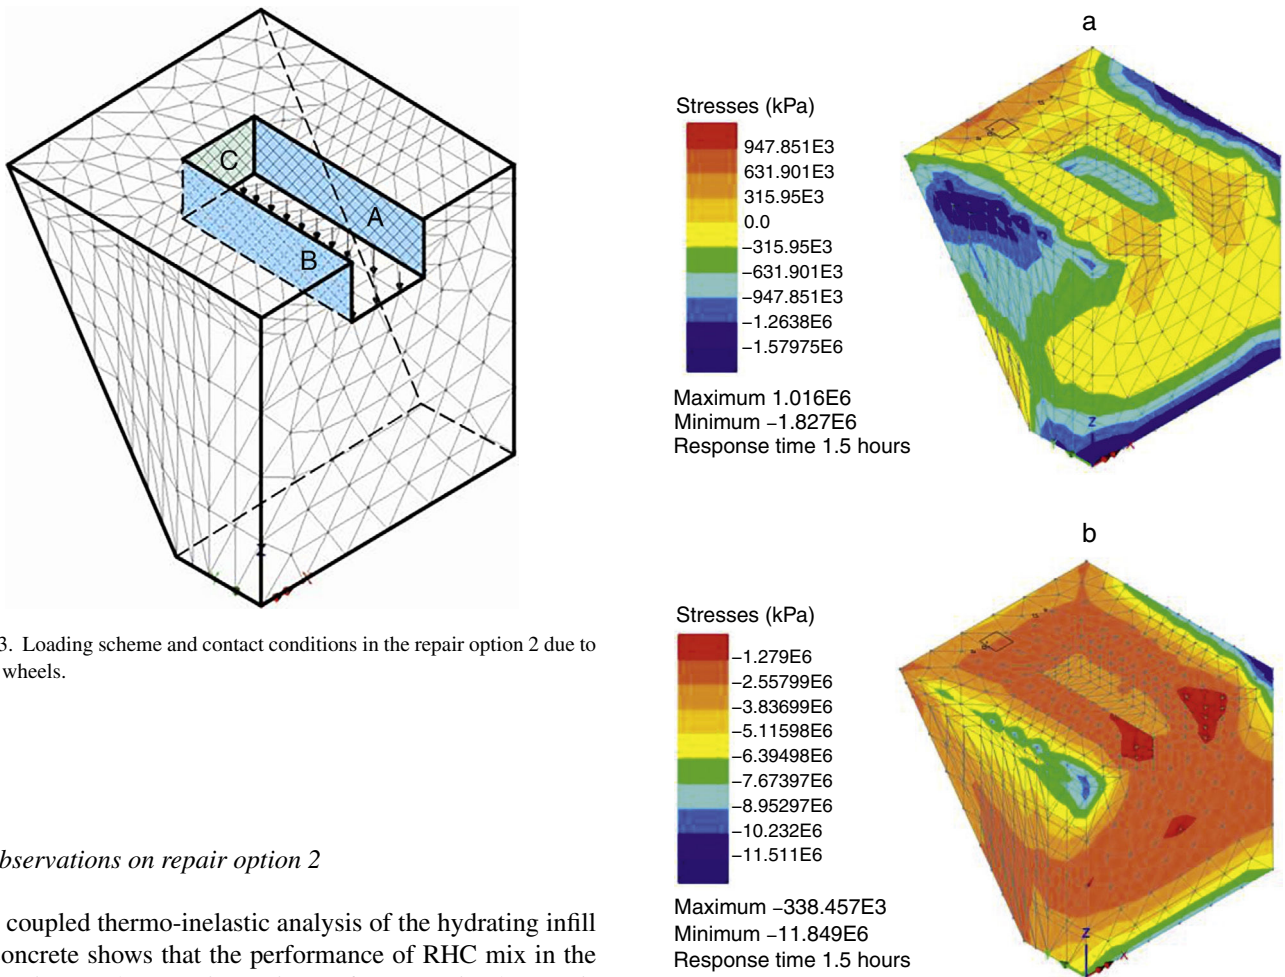 C
A
B
z
Y
X
3. Loading scheme and contact conditions in the repair option 2 due to
wheels.
bservations on repair option 2
coupled thermo-inelastic analysis of the hydrating infill
oncrete shows that the performance of RHC mix in the
a
Stresses (kPa)
947.851E3
631.901E3
315.95E3
0.0
−315.95E3
−631.901E3
−947.851E3
−1.2638E6
−1.57975E6
Maximum 1.016E6
Minimum −1.827E6
Response time 1.5 hours
z
X
b
Stresses (kPa)
−1.279E6
−2.55799E6
−3.83699E6
−5.11598E6
−6.39498E6
−7.67397E6
−8.95297E6
−10.232E6
−11.511E6
Maximum −338.457E3
Minimum −11.849E6
Response time 1.5 hours
z
X